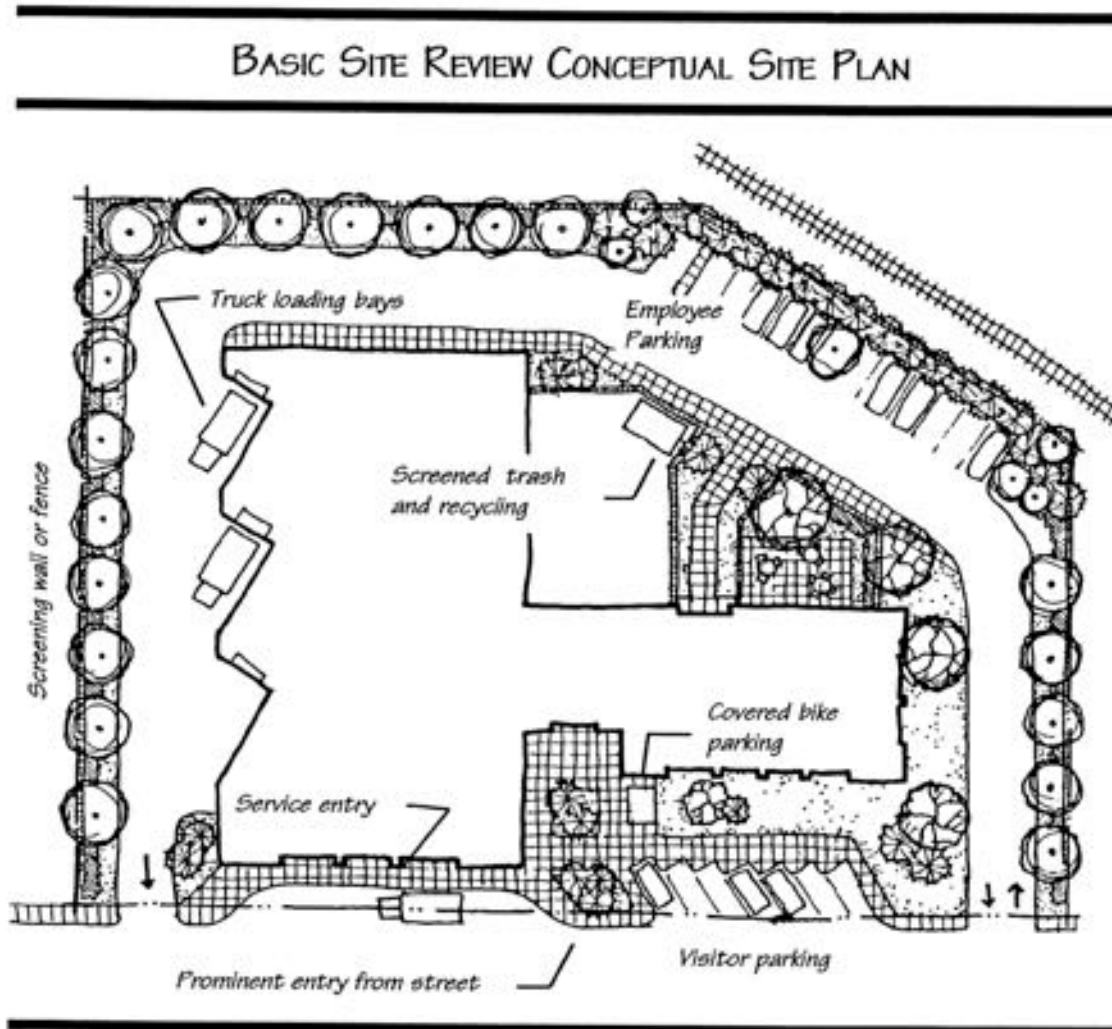 BASIC SITE REVIEW CONCEPTUAL SITE PLAN
Truck loading bays
Employee
Parking
Screened trash
and recycling
Screening wall or fence
Covered bike
parking
Service entry
Visitor parking
Prominent entry from street